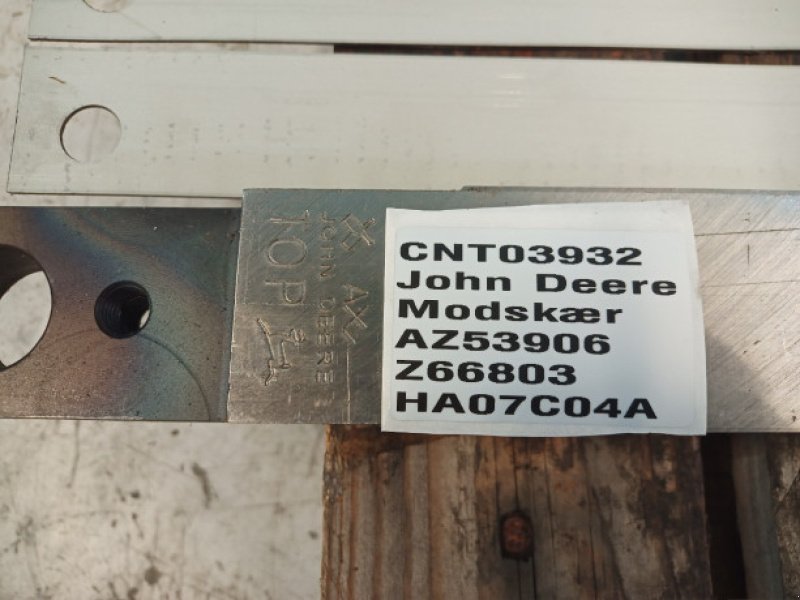 TOP
JOHN DEERE
CNT03932
John Deere
Modskær
AZ53906
Z66803
HA07C04A